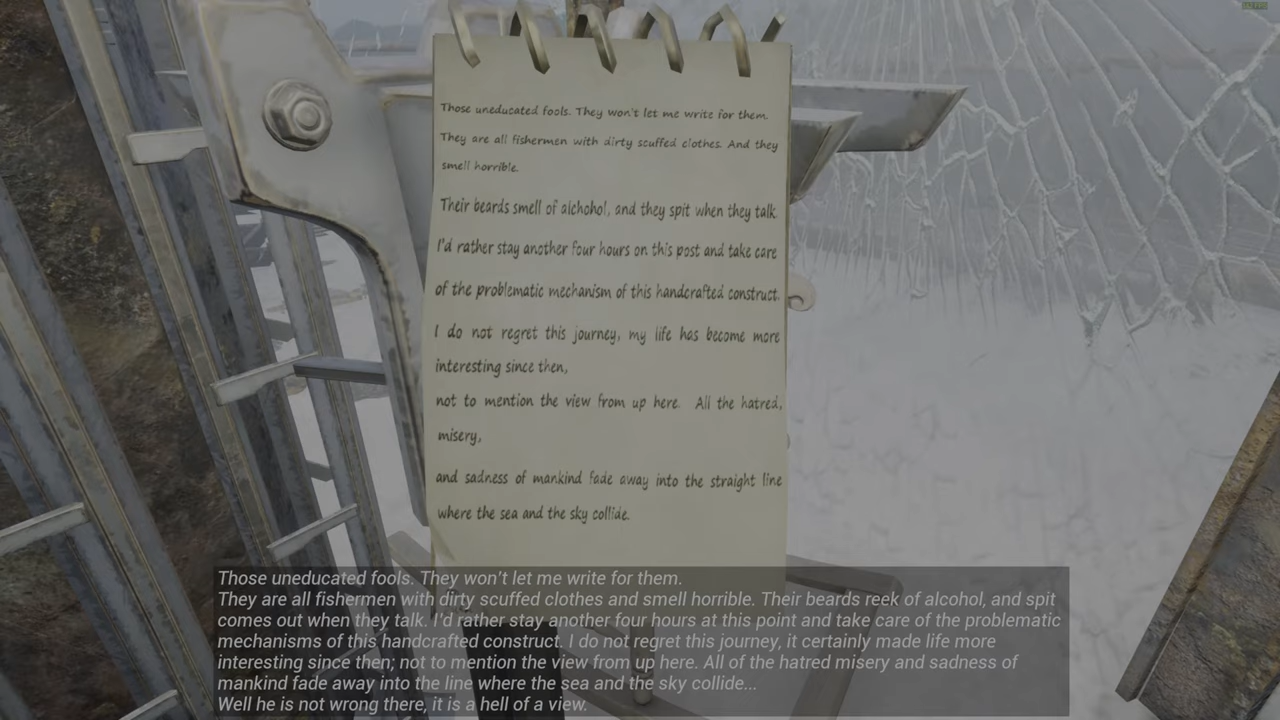 Those uneducated fools. They won't let me write for them.
They are all fishermen with dirty scuffed clothes. And they
smell horrible.
Their beards smell of alchohol, and they spit when they talk.
I'd rather stay another four hours on this post and take care
of the problematic mechanism of this handcrafted construct.
I do not regret this journey, my life has become more
interesting since then,
not to mention the view from up here. All the hatred,
misery,
and sadness of mankind fade away into the straight line
where the sea and the sky collide.
Those uneducated fools. They won't let me write for them.
They are all fishermen with dirty scuffed clothes and smell horrible. Their beards reek of alcohol, and spit
comes out when they talk. I'd rather stay another four hours at this point and take care of the problematic
mechanisms of this handcrafted construct. I do not regret this journey, it certainly made life more
interesting since then; not to mention the view from up here. All of the hatred misery and sadness of
mankind fade away into the line where the sea and the sky collide...
Well he is not wrong there, it is a hell of a view.